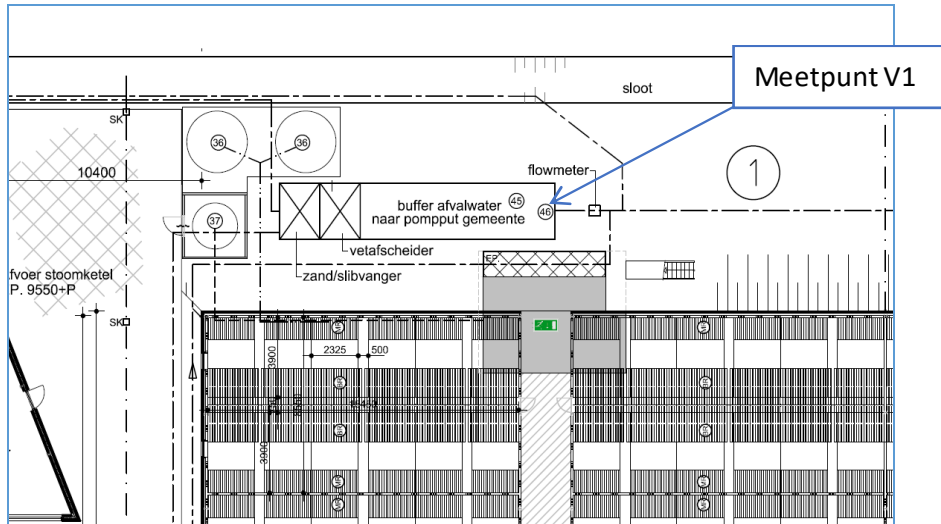 sloot
Meetpunt V1
SK
36
36
flowmeter
1
10400
buffer afvalwater
naar pompput gemeente
45
46
37
vetafscheider
zand/slibvanger
fvoer stoomketel
P. 9550+P
SK
2325
500
3900
3900